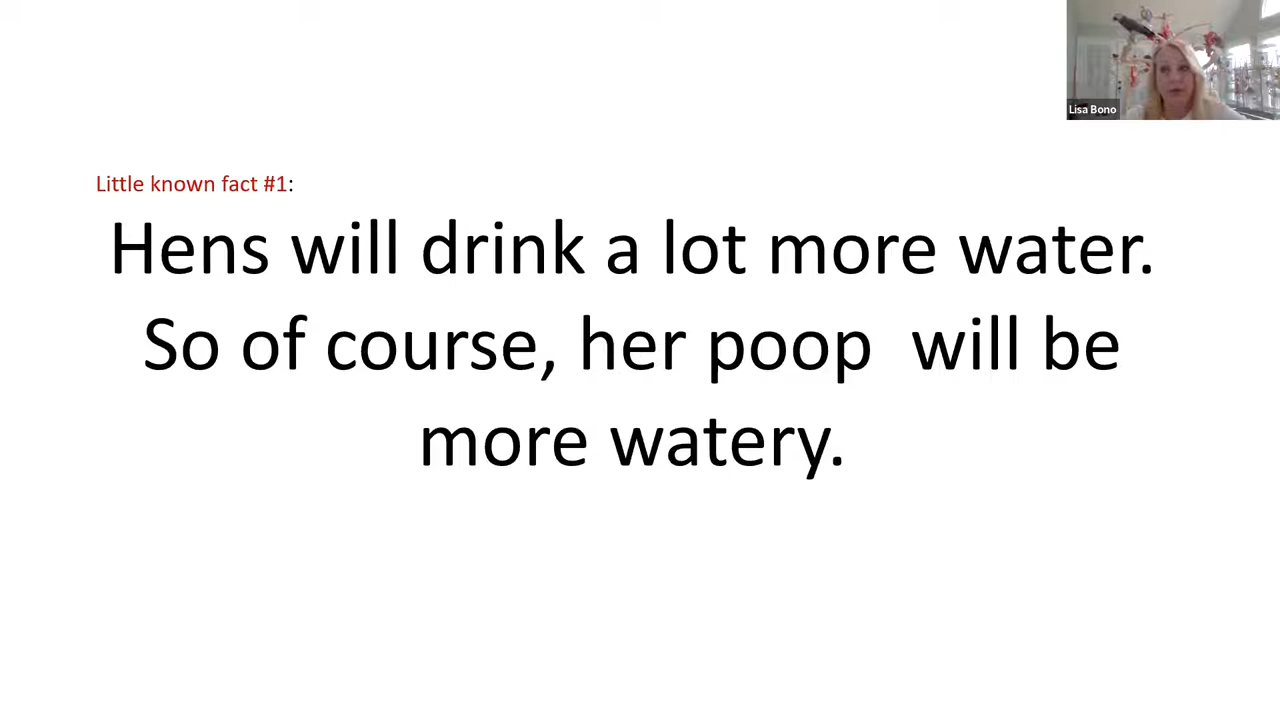 Lisa Bono
Little known fact #1:
Hens will drink a lot more water.
So of course, her poop  will be
more watery.